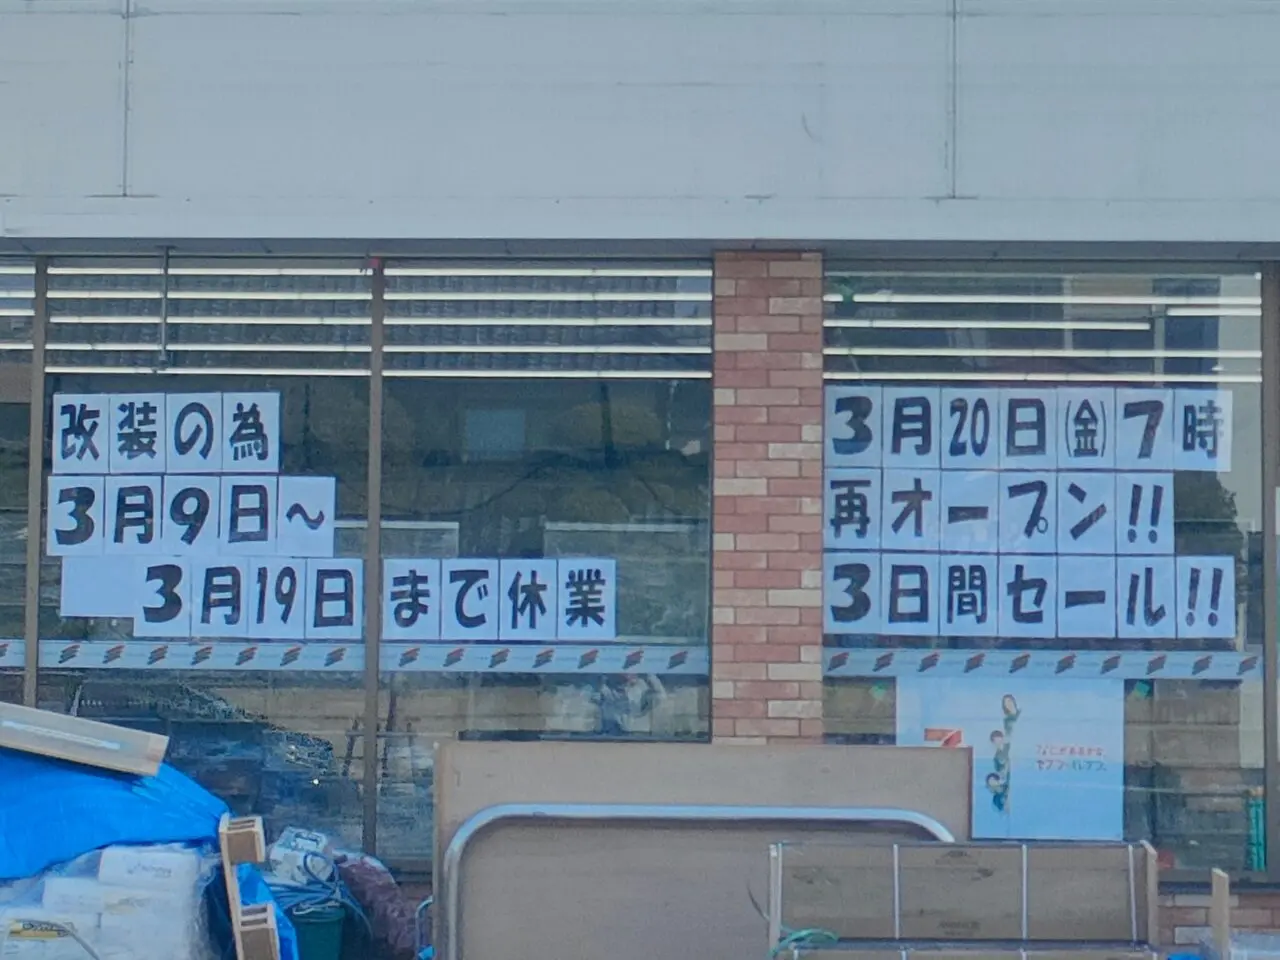 改装の為
3月9日～
3月19日まで休業
3月20日(金)7時
再オープン!!
3日間セール!!